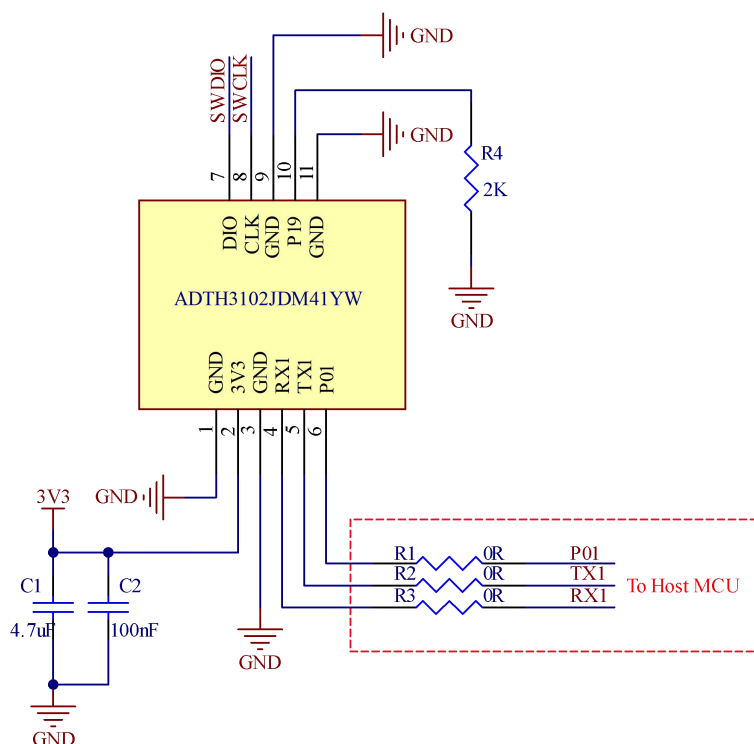 GND
SWDIO
SWCLK
GND
7
8
9
10
11
R4
2K
DIO
CLK
GND
P19
GND
ADTH3102JDM41YW
GND
GND
3V3
GND
RX1
TX1
P01
1
2
3
4
5
6
3V3
GND
R1 0R P01
R2 0R TX1
R3 0R RX1
To Host MCU
C1
4.7uF
C2
100nF
GND
GND